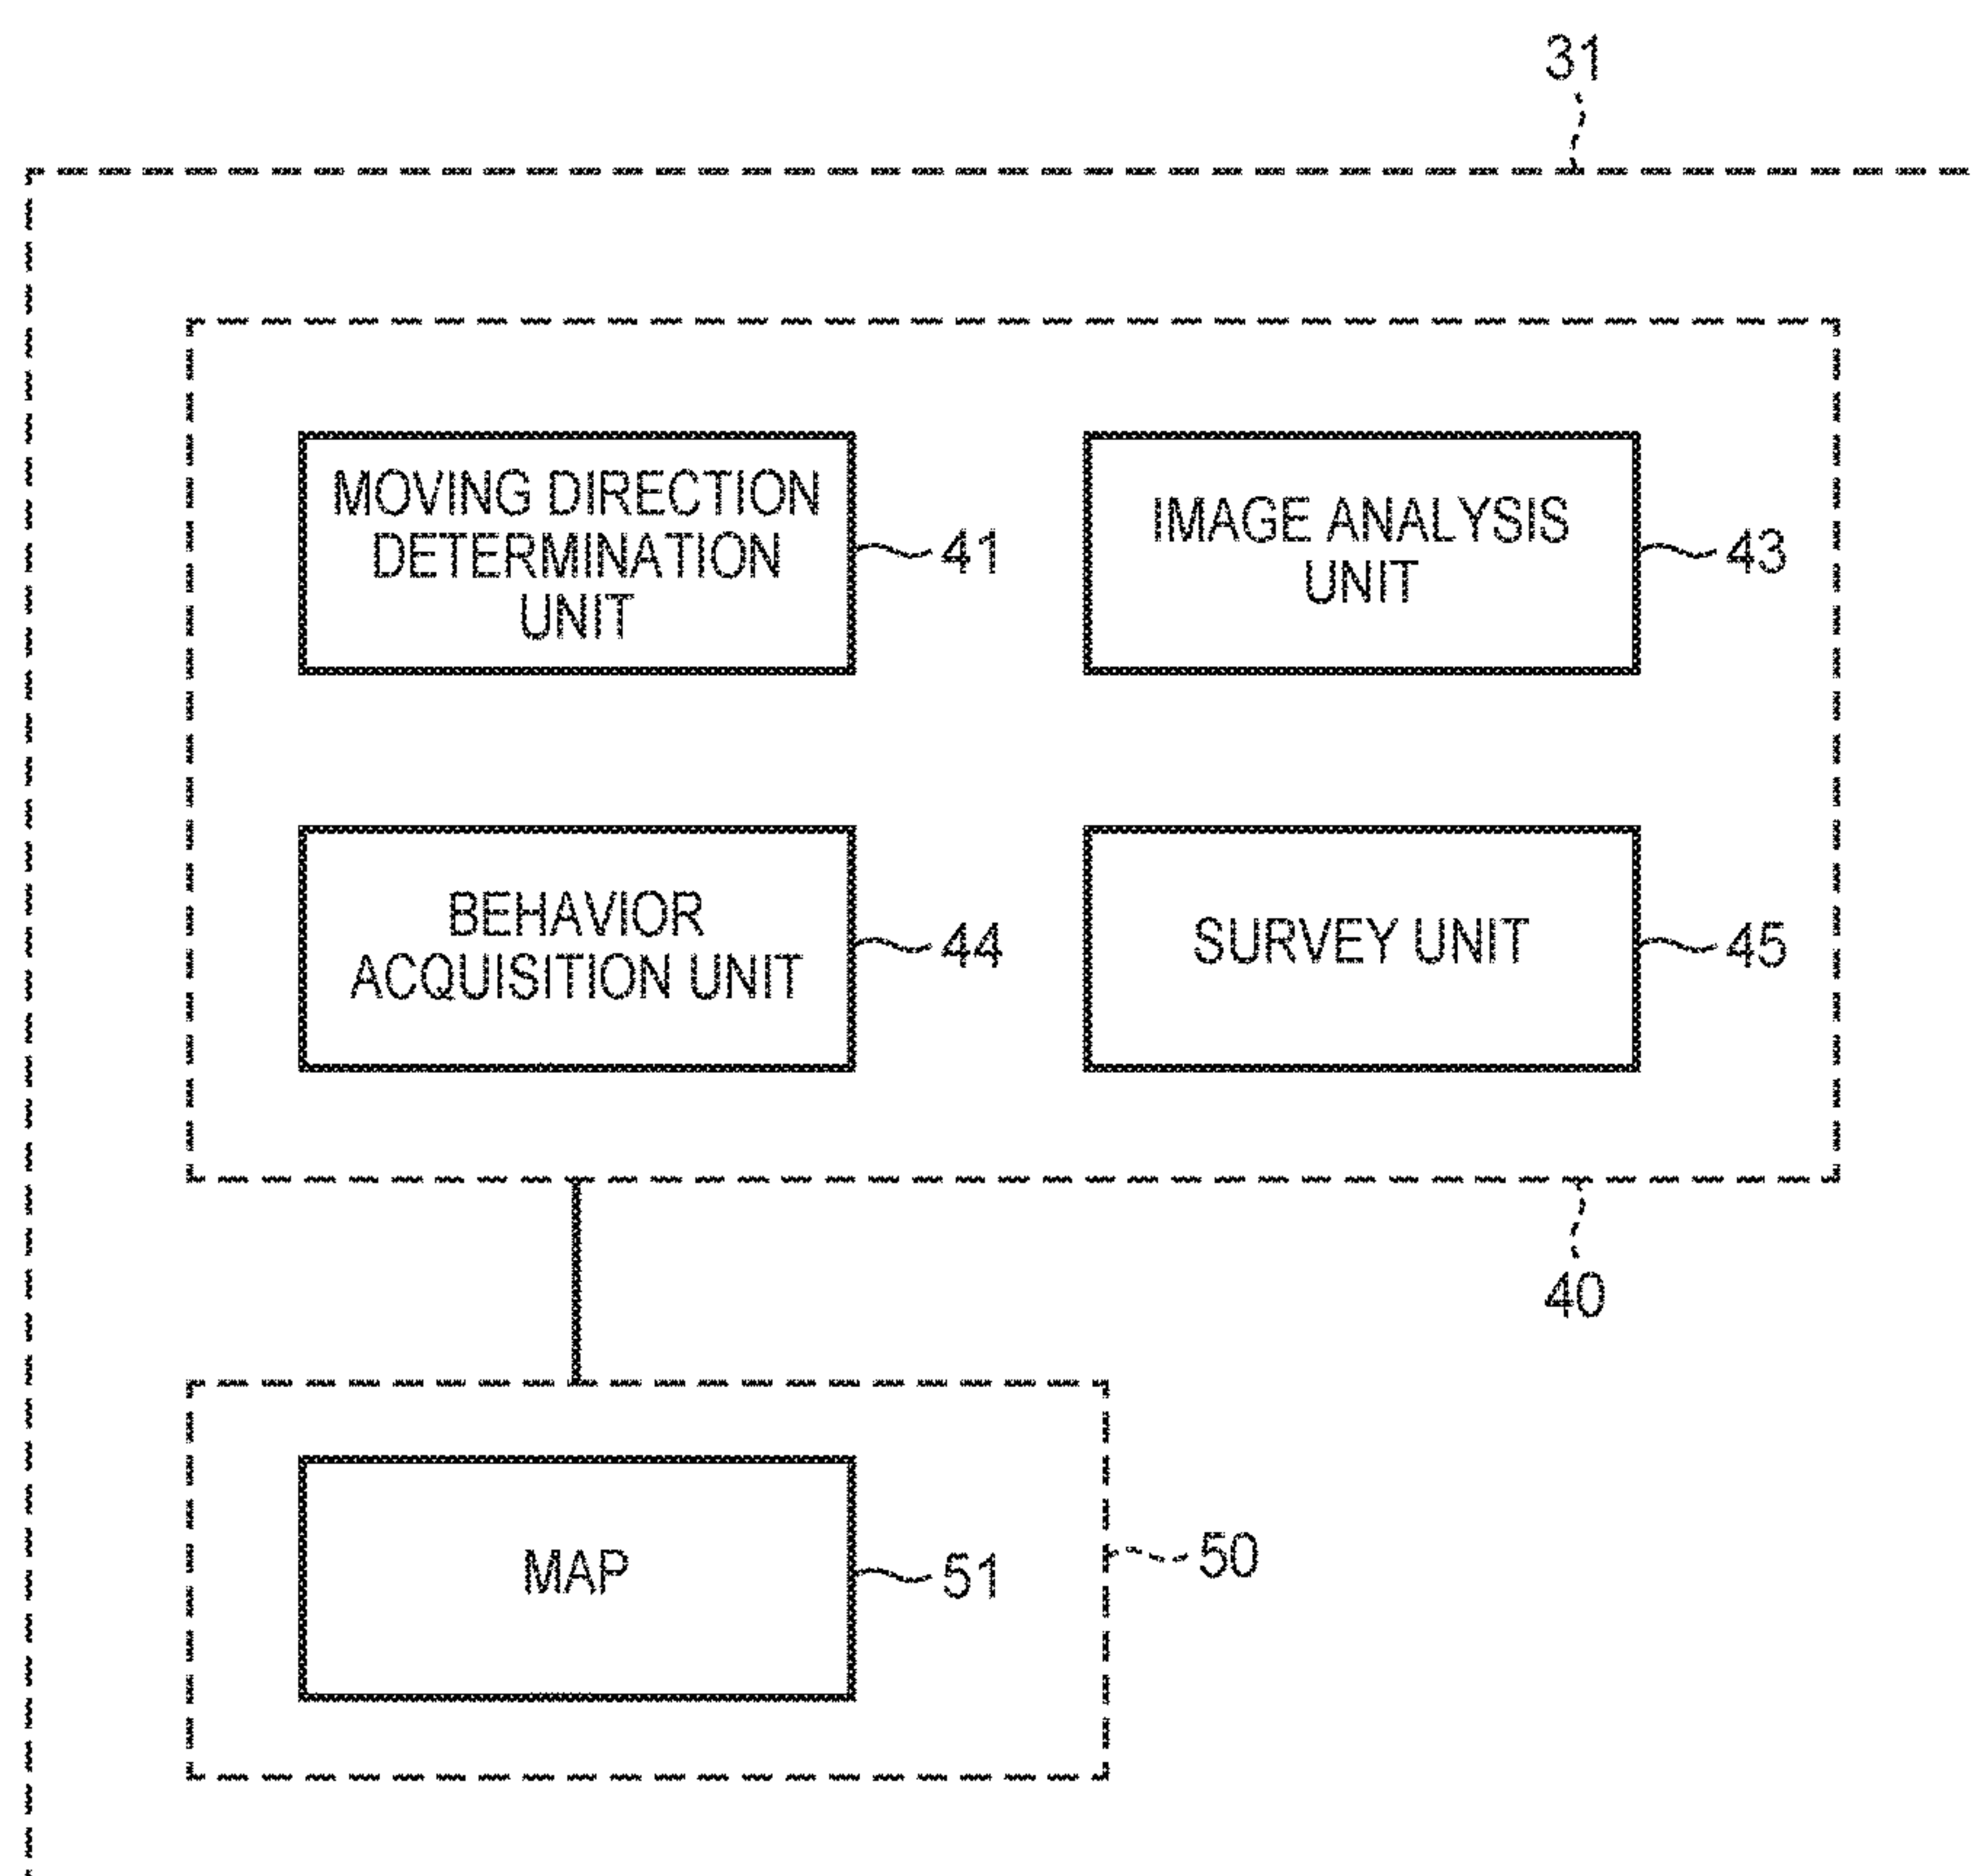 31
MOVING DIRECTION
DETERMINATION
UNIT
41
IMAGE ANALYSIS
UNIT
43
BEHAVIOR
ACQUISITION UNIT
44
SURVEY UNIT
45
40
MAP
51
50